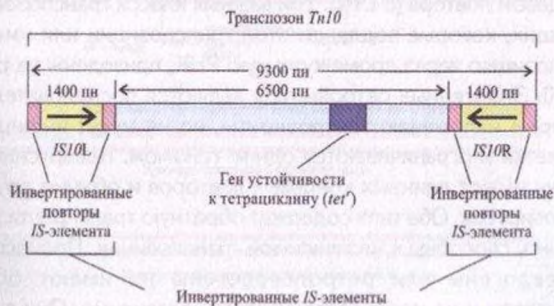 Транспозон Tn10
9300 пн
1400 пн
6500 пн
1400 пн
IS10L
IS10R
Инвертированные
повторы
IS-элемента
Ген устойчивости
к тетрациклину (tetʳ)
Инвертированные
повторы
IS-элемента
Инвертированные IS-элементы